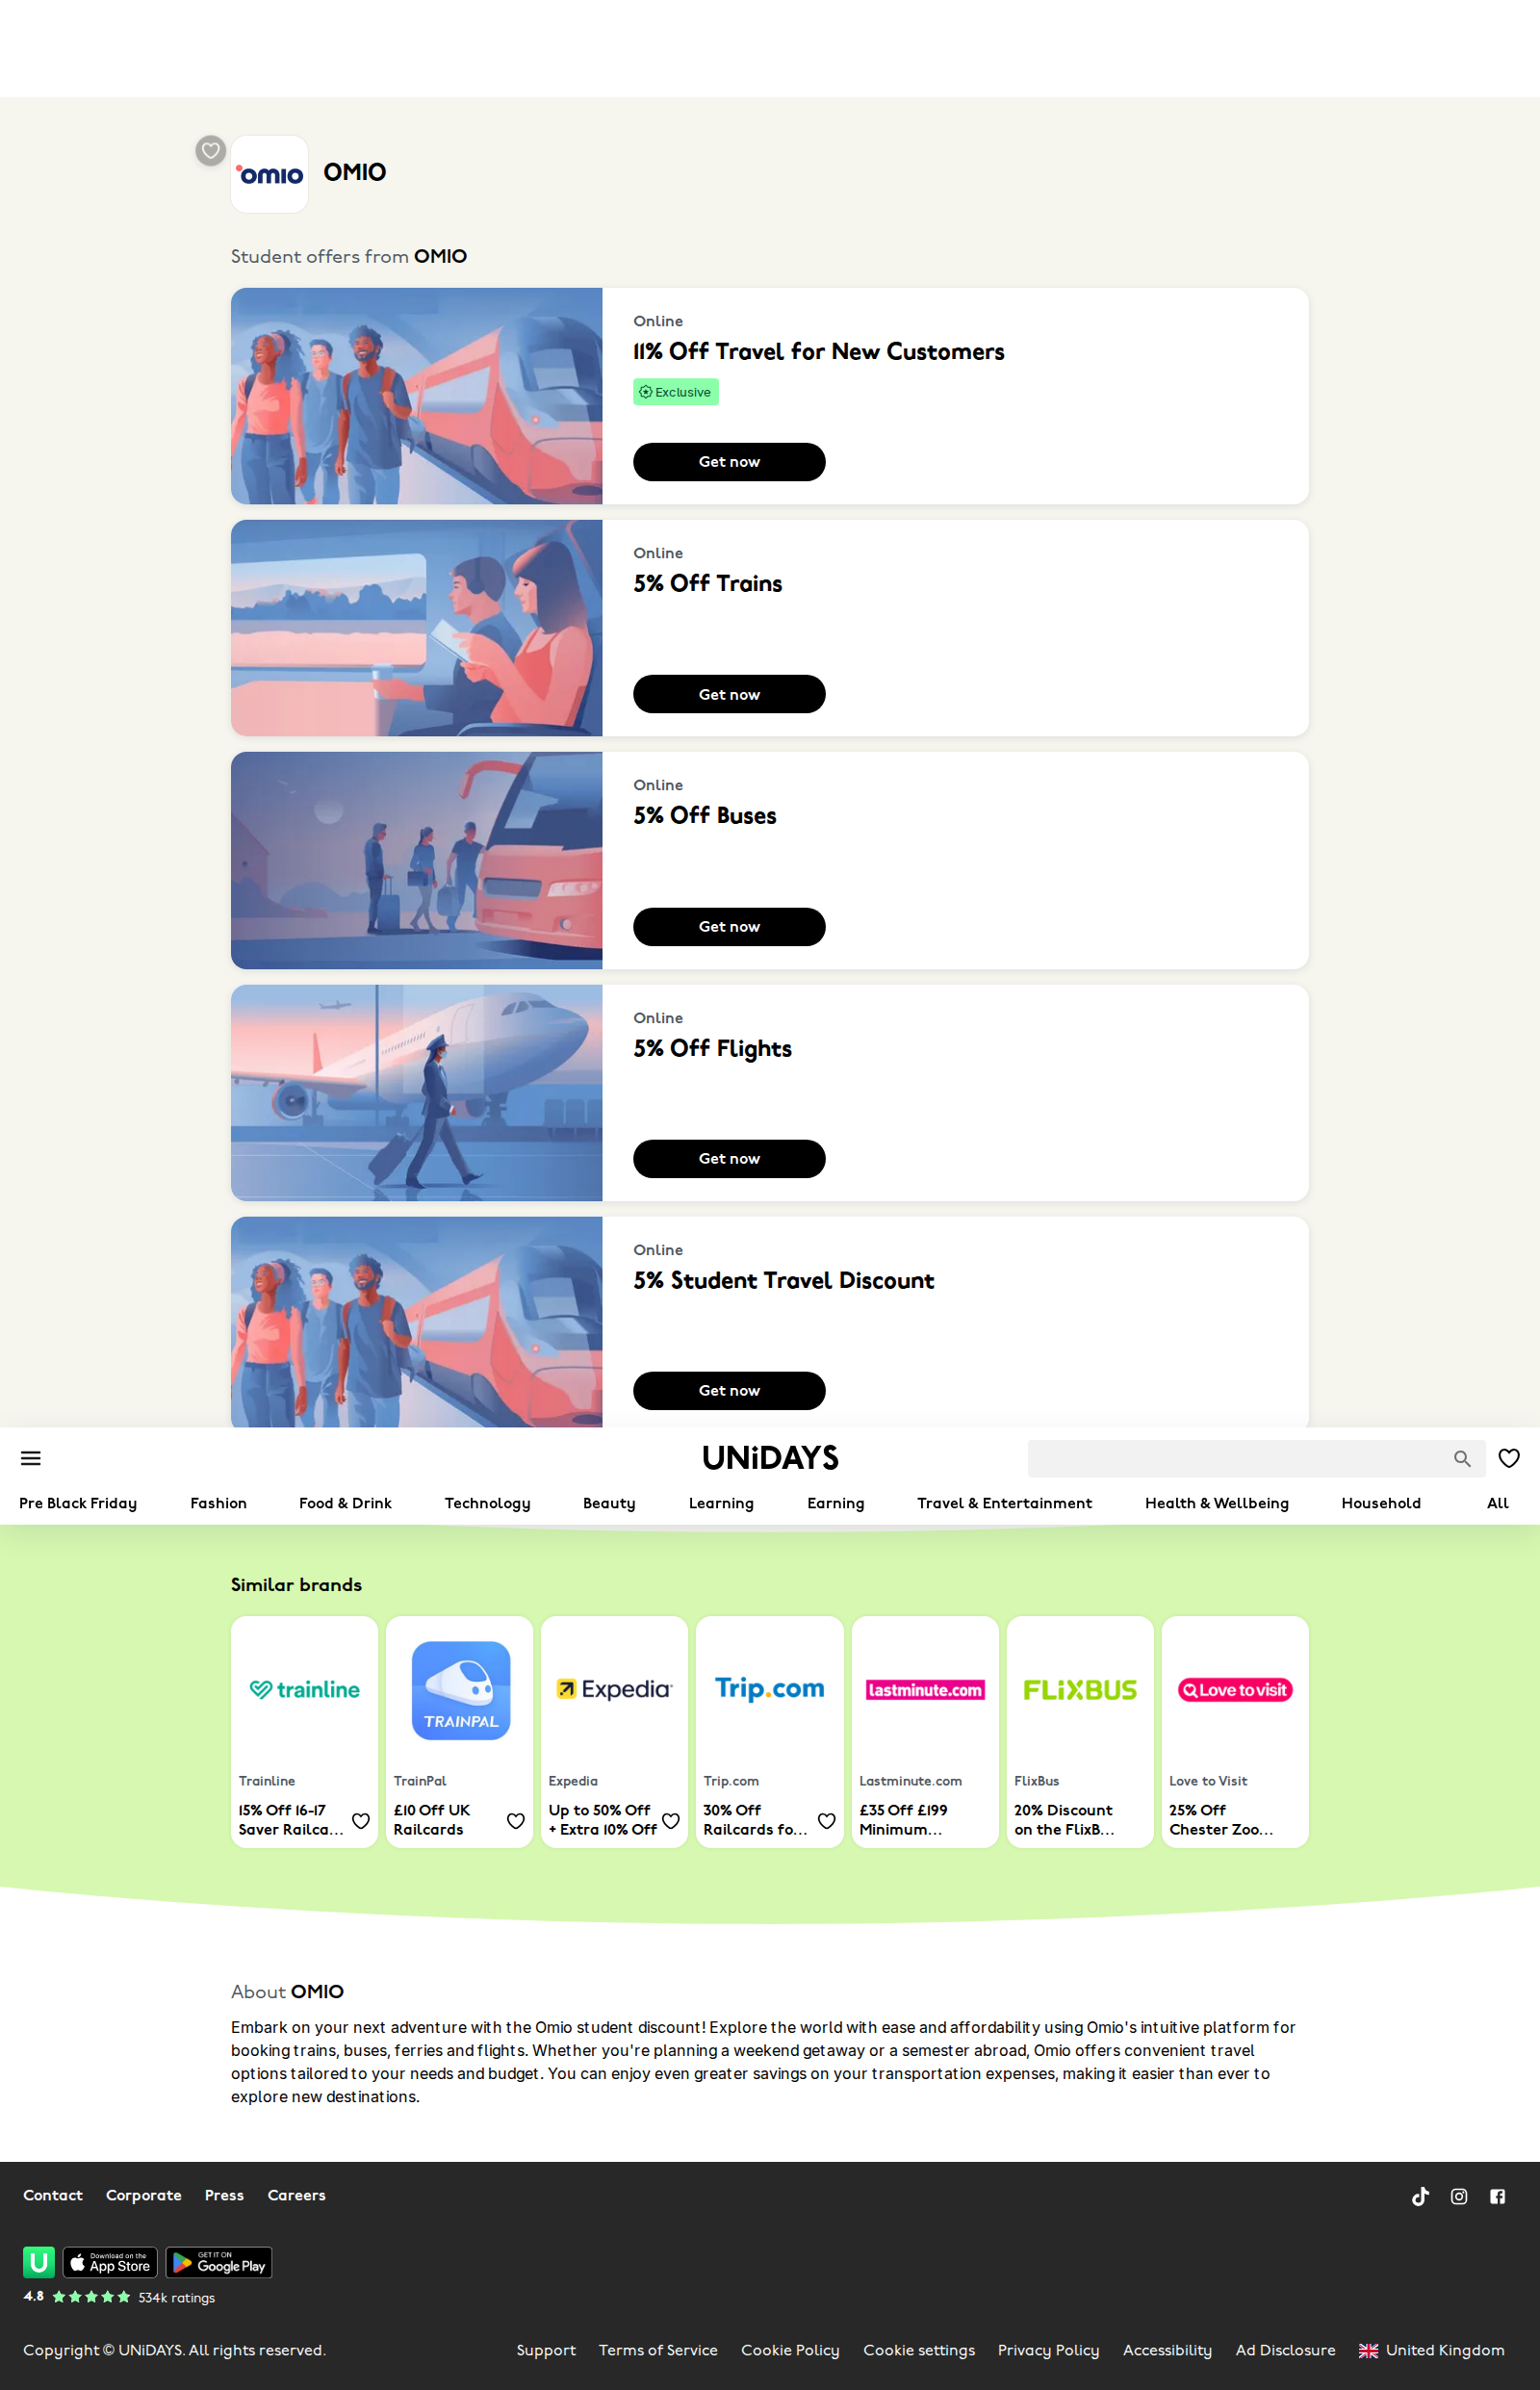 omio
OMIO
Student offers from OMIO
Online
11% Off Travel for New Customers
Exclusive
Get now
Online
5% Off Trains
Get now
Online
5% Off Buses
Get now
Online
5% Off Flights
Get now
Online
5% Student Travel Discount
Get now
UNiDAYS
Pre Black Friday Fashion Food & Drink Technology Beauty Learning Earning Travel & Entertainment Health & Wellbeing Household All
Similar brands
trainline
TRAINPAL
Expedia
Trip.com
lastminute.com
FLiXBUS
Love to visit
Trainline
15% Off 16-17
Saver Railca...
TrainPal
£10 Off UK
Railcards
Expedia
Up to 50% Off
+ Extra 10% Off
Trip.com
30% Off
Railcards fo...
Lastminute.com
£35 Off £199
Minimum...
FlixBus
20% Discount
on the FlixB...
Love to Visit
25% Off
Chester Zoo...
About OMIO
Embark on your next adventure with the Omio student discount! Explore the world with ease and affordability using Omio's intuitive platform for
booking trains, buses, ferries and flights. Whether you're planning a weekend getaway or a semester abroad, Omio offers convenient travel
options tailored to your needs and budget. You can enjoy even greater savings on your transportation expenses, making it easier than ever to
explore new destinations.
Contact Corporate Press Careers
U
Download on the
App Store
GET IT ON
Google Play
4.8 534k ratings
Copyright © UNiDAYS. All rights reserved. Support Terms of Service Cookie Policy Cookie settings Privacy Policy Accessibility Ad Disclosure United Kingdom